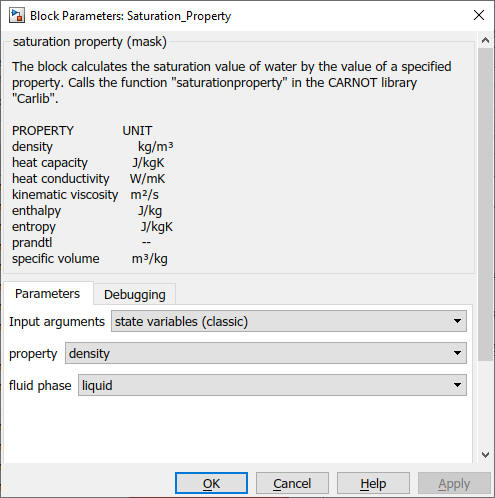 Block Parameters: Saturation_Property
saturation property (mask)
The block calculates the saturation value of water by the value of a specified
property. Calls the function "saturationproperty" in the CARNOT library
"Carlib".
PROPERTY UNIT
density kg/m³
heat capacity J/kgK
heat conductivity W/mK
kinematic viscosity m²/s
enthalpy J/kg
entropy J/kgK
prandtl --
specific volume m³/kg
Parameters Debugging
Input arguments state variables (classic)
property density
fluid phase liquid
OK Cancel Help Apply